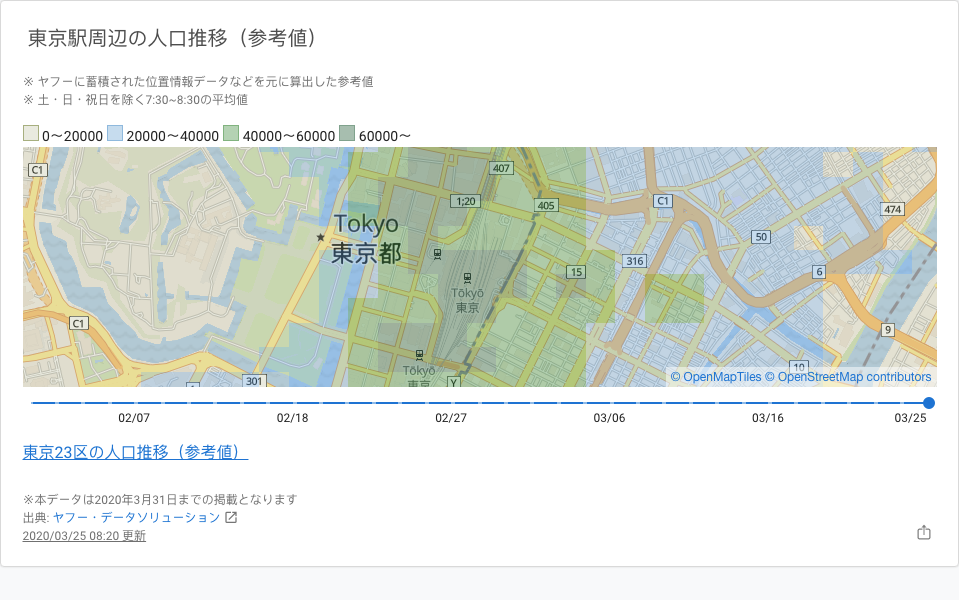 東京駅周辺の人口推移（参考値）
※ ヤフーに蓄積された位置情報データなどを元に算出した参考値
※ 土・日・祝日を除く7:30~8:30の平均値
0〜20000 20000〜40000 40000〜60000 60000〜
C1
407
1;20
405
C1
474
Tokyo
東京都
50
316
15
6
Tōkyō
東京
C1
9
Tōkyō
東京
301
Y
10
© OpenMapTiles © OpenStreetMap contributors
02/07 02/18 02/27 03/06 03/16 03/25
東京23区の人口推移（参考値）
※本データは2020年3月31日までの掲載となります
出典: ヤフー・データソリューション
2020/03/25 08:20 更新